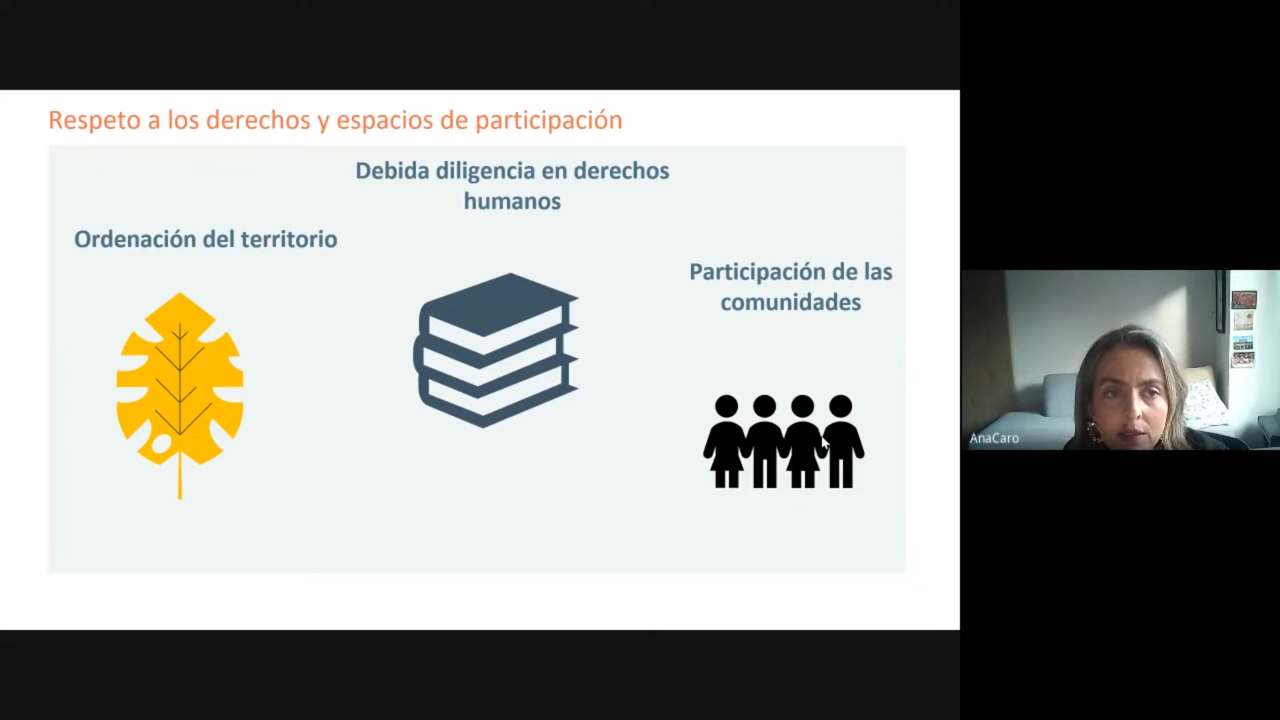 Respeto a los derechos y espacios de participación
Debida diligencia en derechos
humanos
Ordenación del territorio
Participación de las
comunidades
AnaCaro